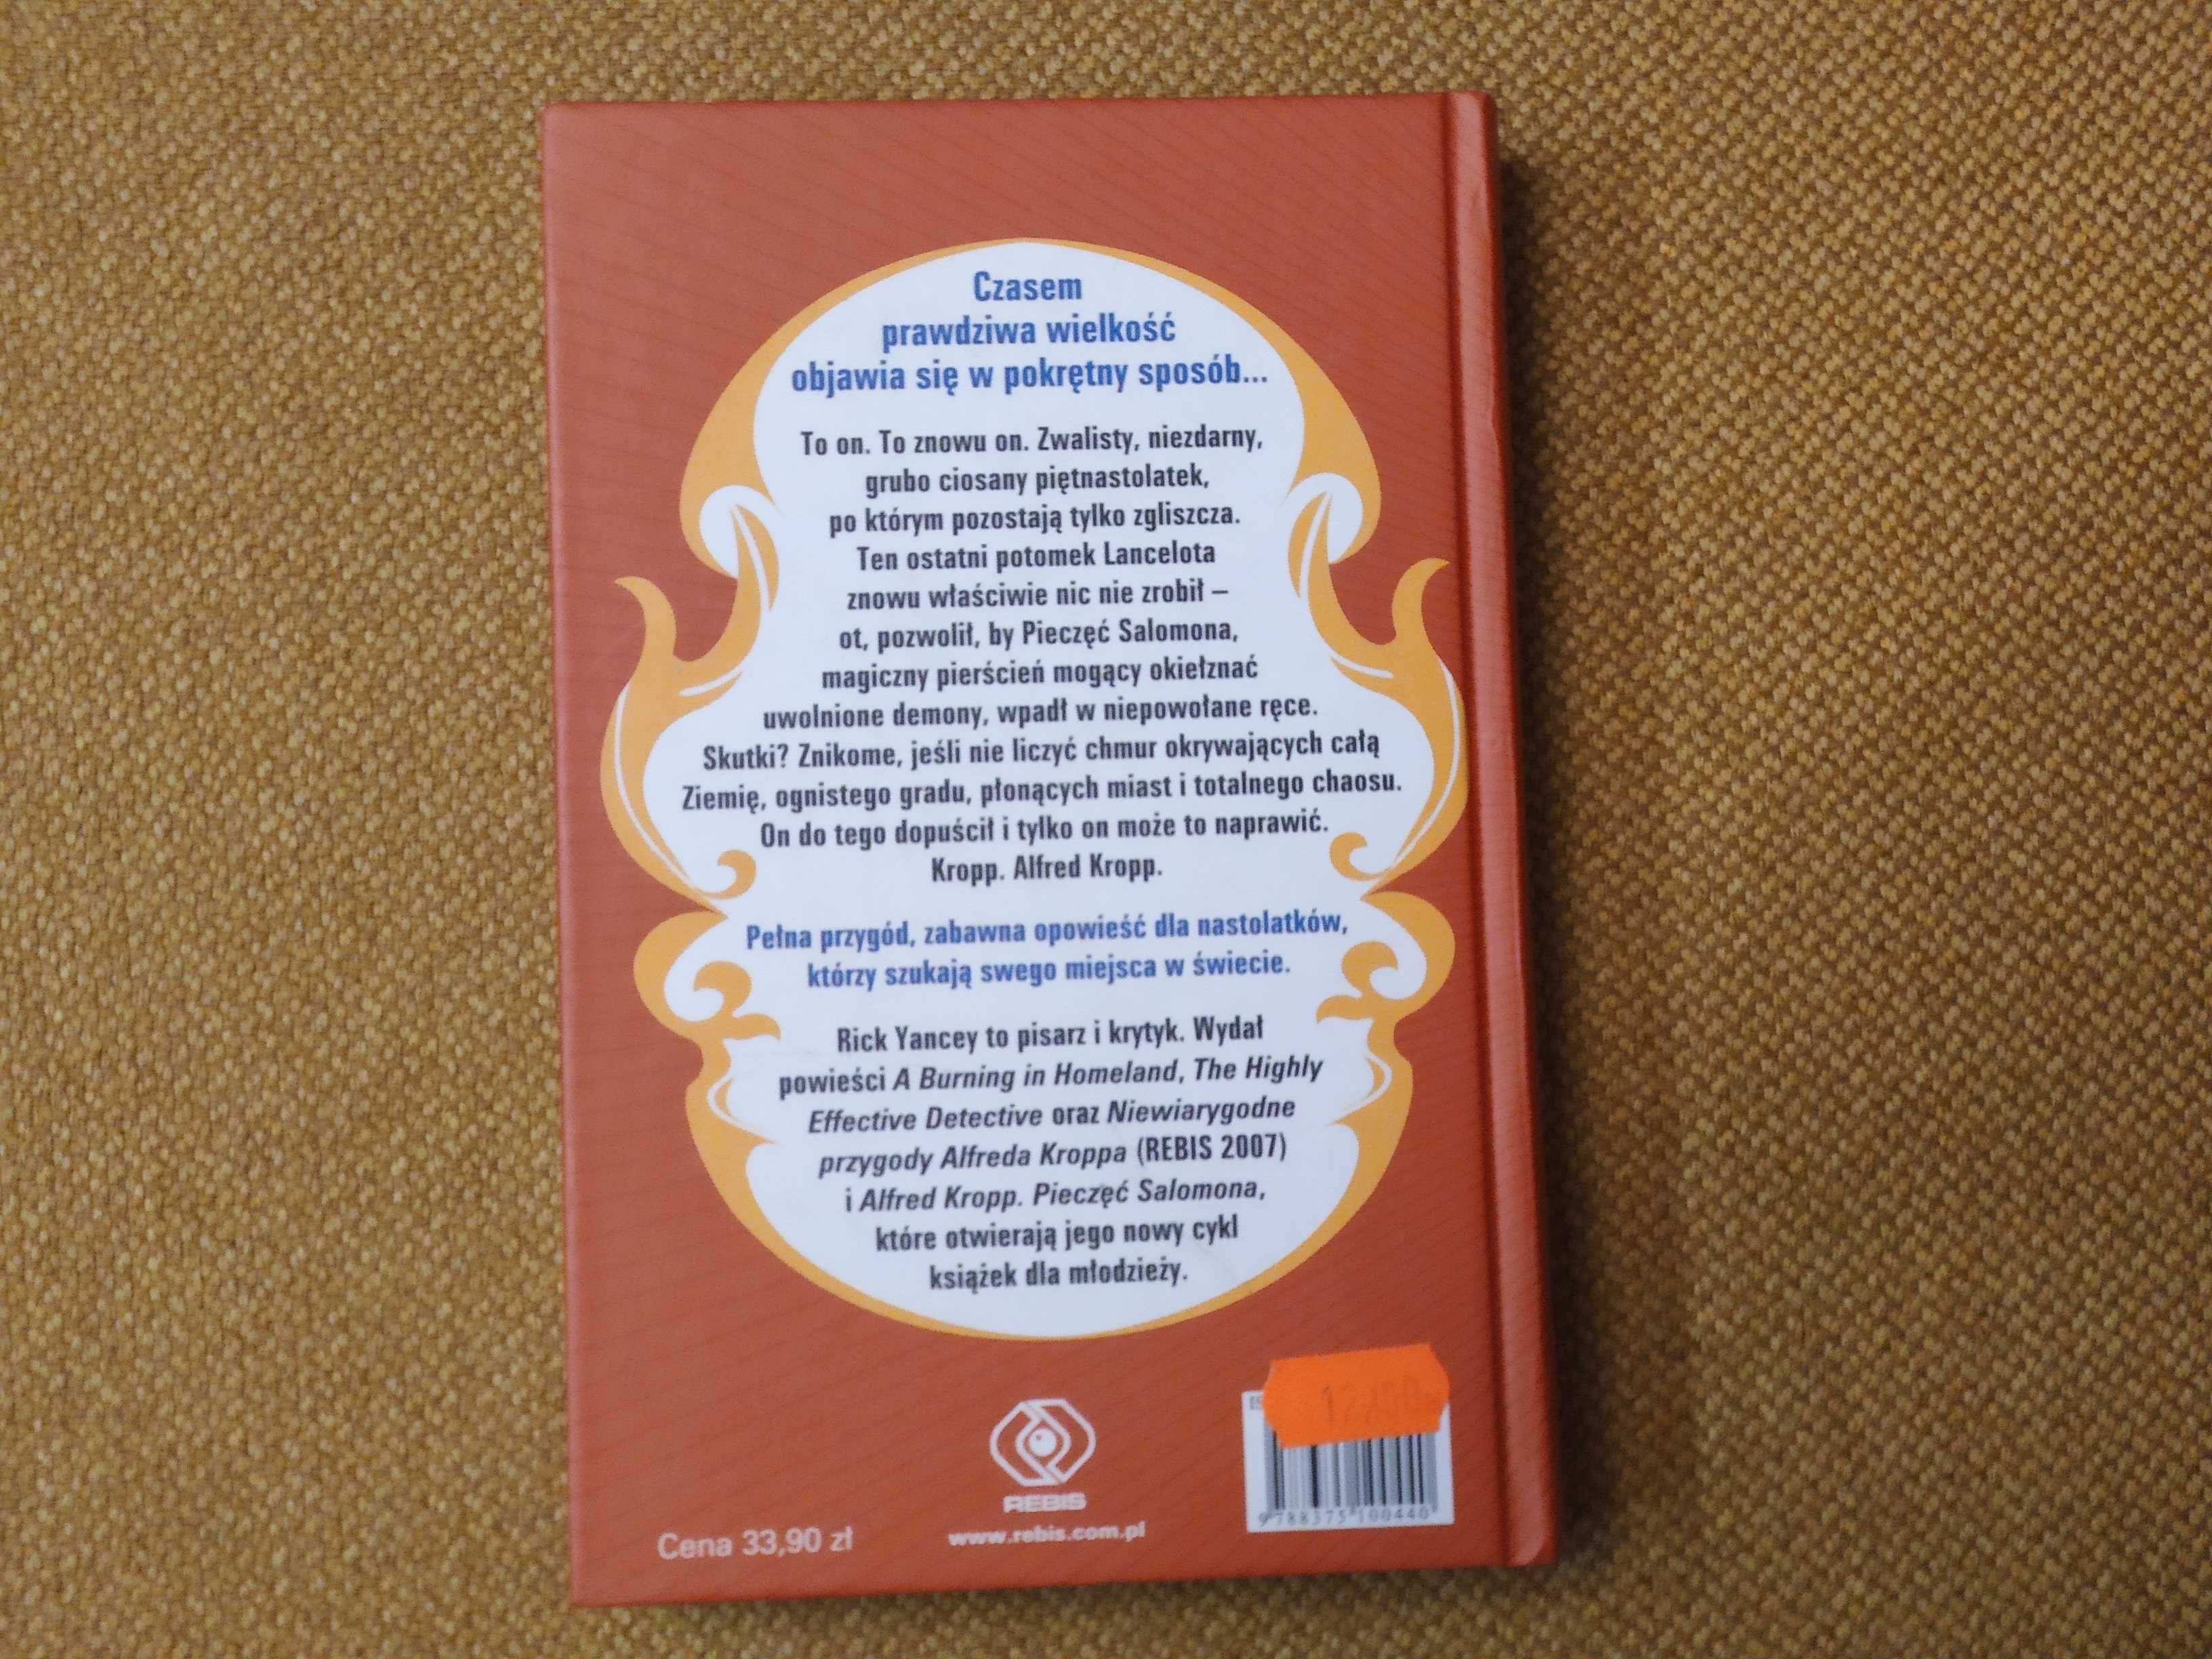 Czasem
prawdziwa wielkość
objawia się w pokrętny sposób...
To on. To znowu on. Zwalisty, niezdarny,
grubo ciosany piętnastolatek,
po którym pozostają tylko zgliszcza.
Ten ostatni potomek Lancelota
znowu właściwie nic nie zrobił –
ot, pozwolił, by Pieczęć Salomona,
magiczny pierścień mogący okiełznać
uwolnione demony, wpadł w niepowołane ręce.
Skutki? Znikome, jeśli nie liczyć chmur okrywających całą
Ziemię, ognistego gradu, płonących miast i totalnego chaosu.
On do tego dopuścił i tylko on może to naprawić.
Kropp. Alfred Kropp.
Pełna przygód, zabawna opowieść dla nastolatków,
którzy szukają swego miejsca w świecie.
Rick Yancey to pisarz i krytyk. Wydał
powieści A Burning in Homeland, The Highly
Effective Detective oraz Niewiarygodne
przygody Alfreda Kroppa (REBIS 2007)
i Alfred Kropp. Pieczęć Salomona,
które otwierają jego nowy cykl
książek dla młodzieży.
REBIS
www.rebis.com.pl
Cena 33,90 zł
9 788375 100440